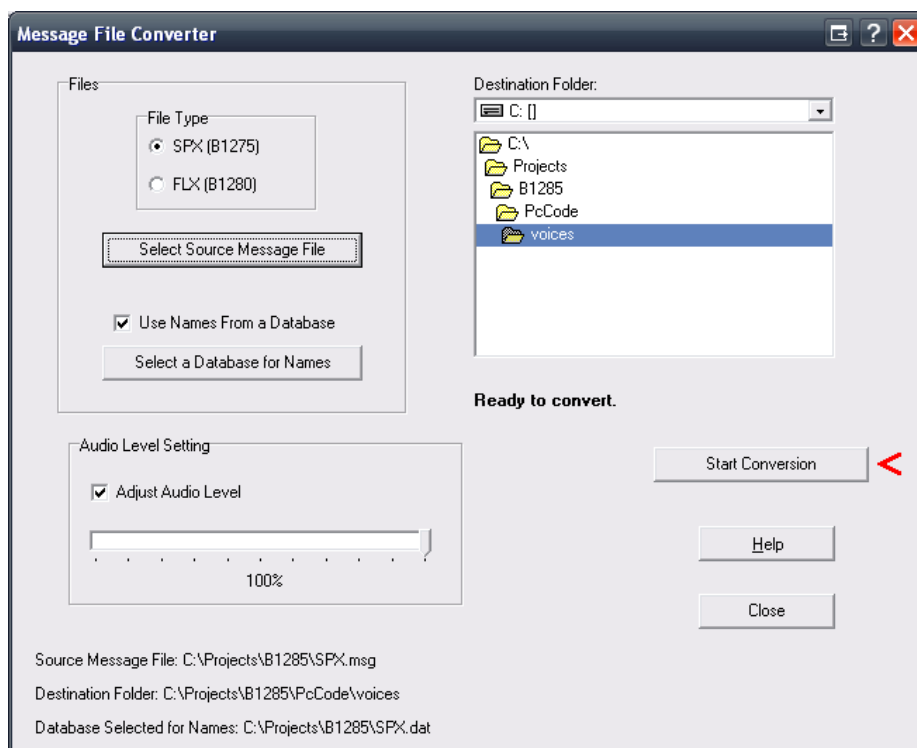 Message File Converter
?
Files
File Type
SPX (B1275)
FLX (B1280)
Select Source Message File
Use Names From a Database
Select a Database for Names
Destination Folder:
C: []
C:\
Projects
B1285
PcCode
voices
Ready to convert.
Audio Level Setting
Adjust Audio Level
100%
Start Conversion <
Help
Close
Source Message File: C:\Projects\B1285\SPX.msg
Destination Folder: C:\Projects\B1285\PcCode\voices
Database Selected for Names: C:\Projects\B1285\SPX.dat